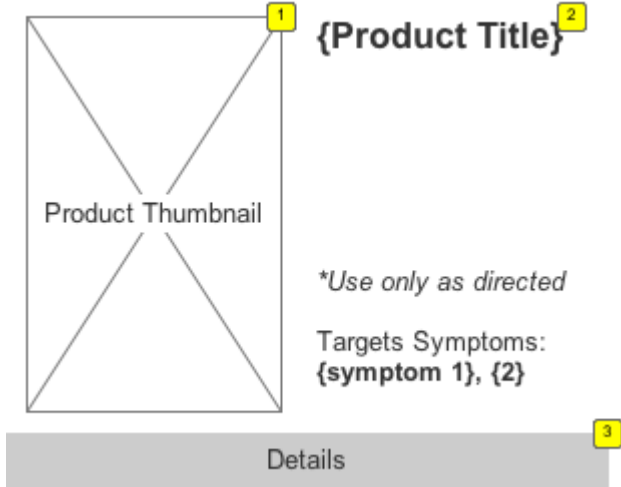 1
{Product Title}
2
Product Thumbnail
*Use only as directed
Targets Symptoms:
{symptom 1}, {2}
3
Details